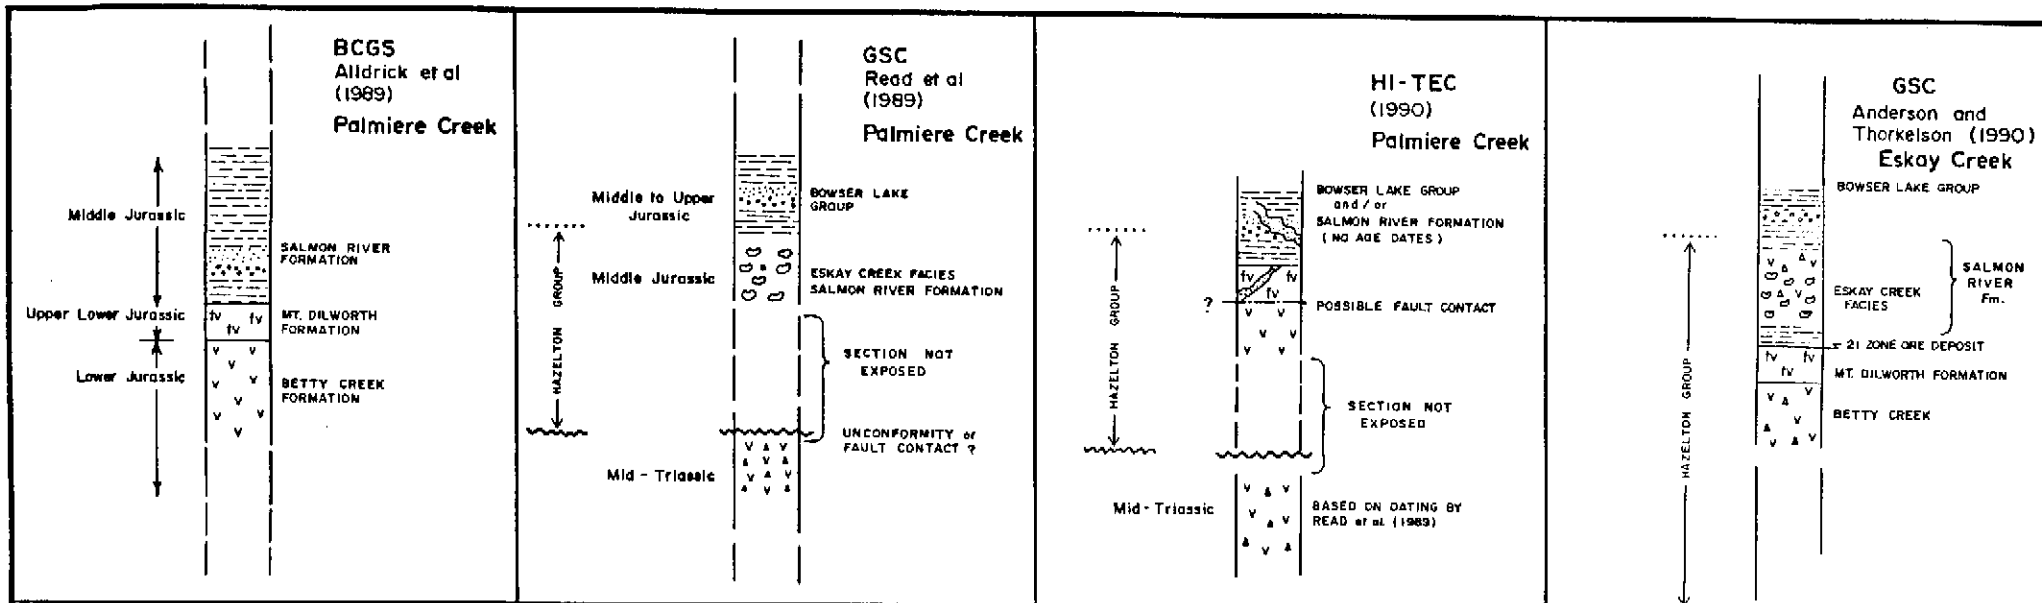 BCGS
Alldrick et al
(1989)
Palmiere Creek
Middle Jurassic
SALMON RIVER
FORMATION
Upper Lower Jurassic
fv fv
fv fv
MT. DILWORTH
FORMATION
Lower Jurassic
BETTY CREEK
FORMATION
GSC
Read et al
(1989)
Palmiere Creek
Middle to Upper
Jurassic
BOWSER LAKE
GROUP
HAZELTON GROUP
Middle Jurassic
ESKAY CREEK FACIES
SALMON RIVER FORMATION
SECTION NOT
EXPOSED
UNCONFORMITY or
FAULT CONTACT ?
Mid - Triassic
HI-TEC
(1990)
Palmiere Creek
BOWSER LAKE GROUP
and / or
SALMON RIVER FORMATION
( NO AGE DATES )
HAZELTON GROUP
fv fv
fv
?
POSSIBLE FAULT CONTACT
SECTION NOT
EXPOSED
Mid - Triassic
BASED ON DATING BY
READ et al. (1989)
GSC
Anderson and
Thorkelson (1990)
Eskay Creek
BOWSER LAKE GROUP
HAZELTON GROUP
ESKAY CREEK
FACIES
SALMON
RIVER
Fm.
21 ZONE ORE DEPOSIT
fv fv
fv
MT. DILWORTH FORMATION
BETTY CREEK